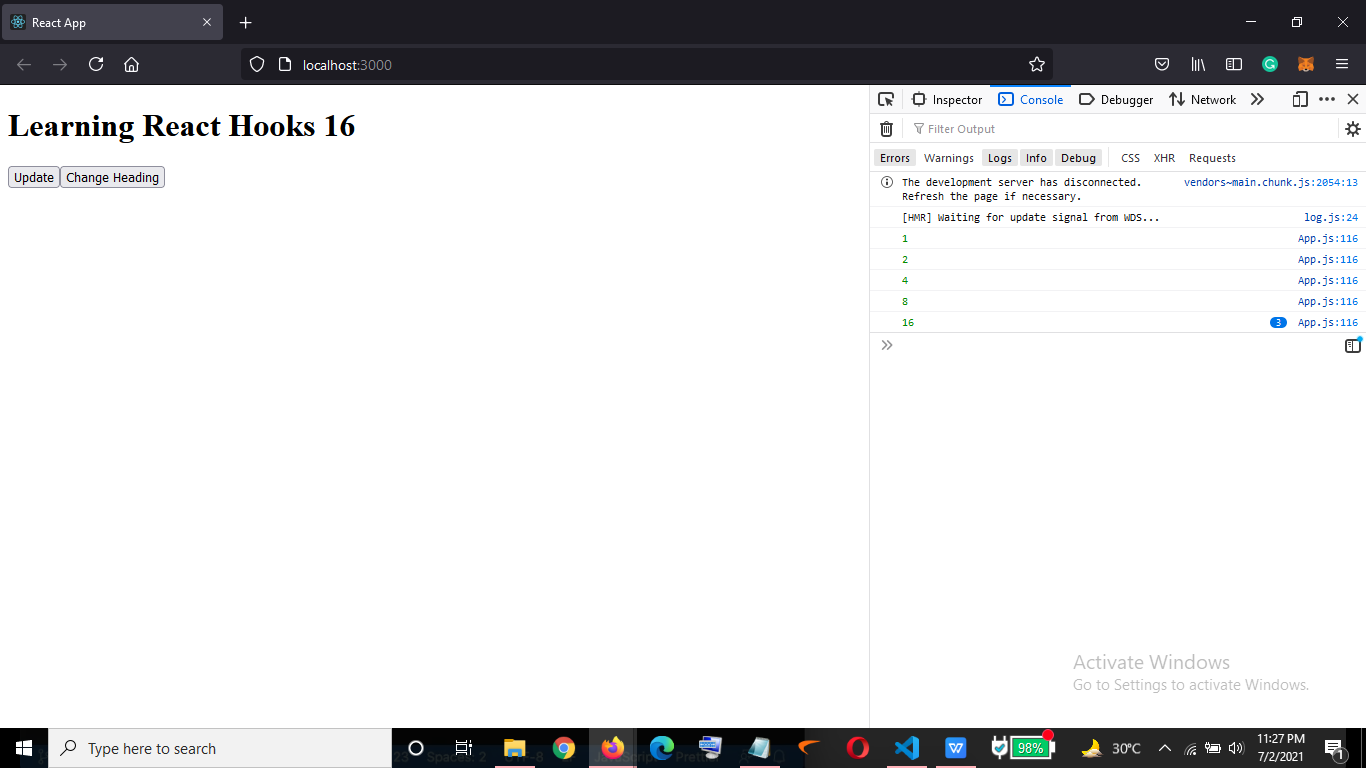 React App
localhost:3000
Learning React Hooks 16
Update Change Heading
Inspector Console Debugger Network
Filter Output
Errors Warnings Logs Info Debug CSS XHR Requests
The development server has disconnected. vendors~main.chunk.js:2054:13
Refresh the page if necessary.
[HMR] Waiting for update signal from WDS... log.js:24
1 App.js:116
2 App.js:116
4 App.js:116
8 App.js:116
16 3 App.js:116
Activate Windows
Go to Settings to activate Windows.
Type here to search
98%
30°C
11:27 PM
7/2/2021
1